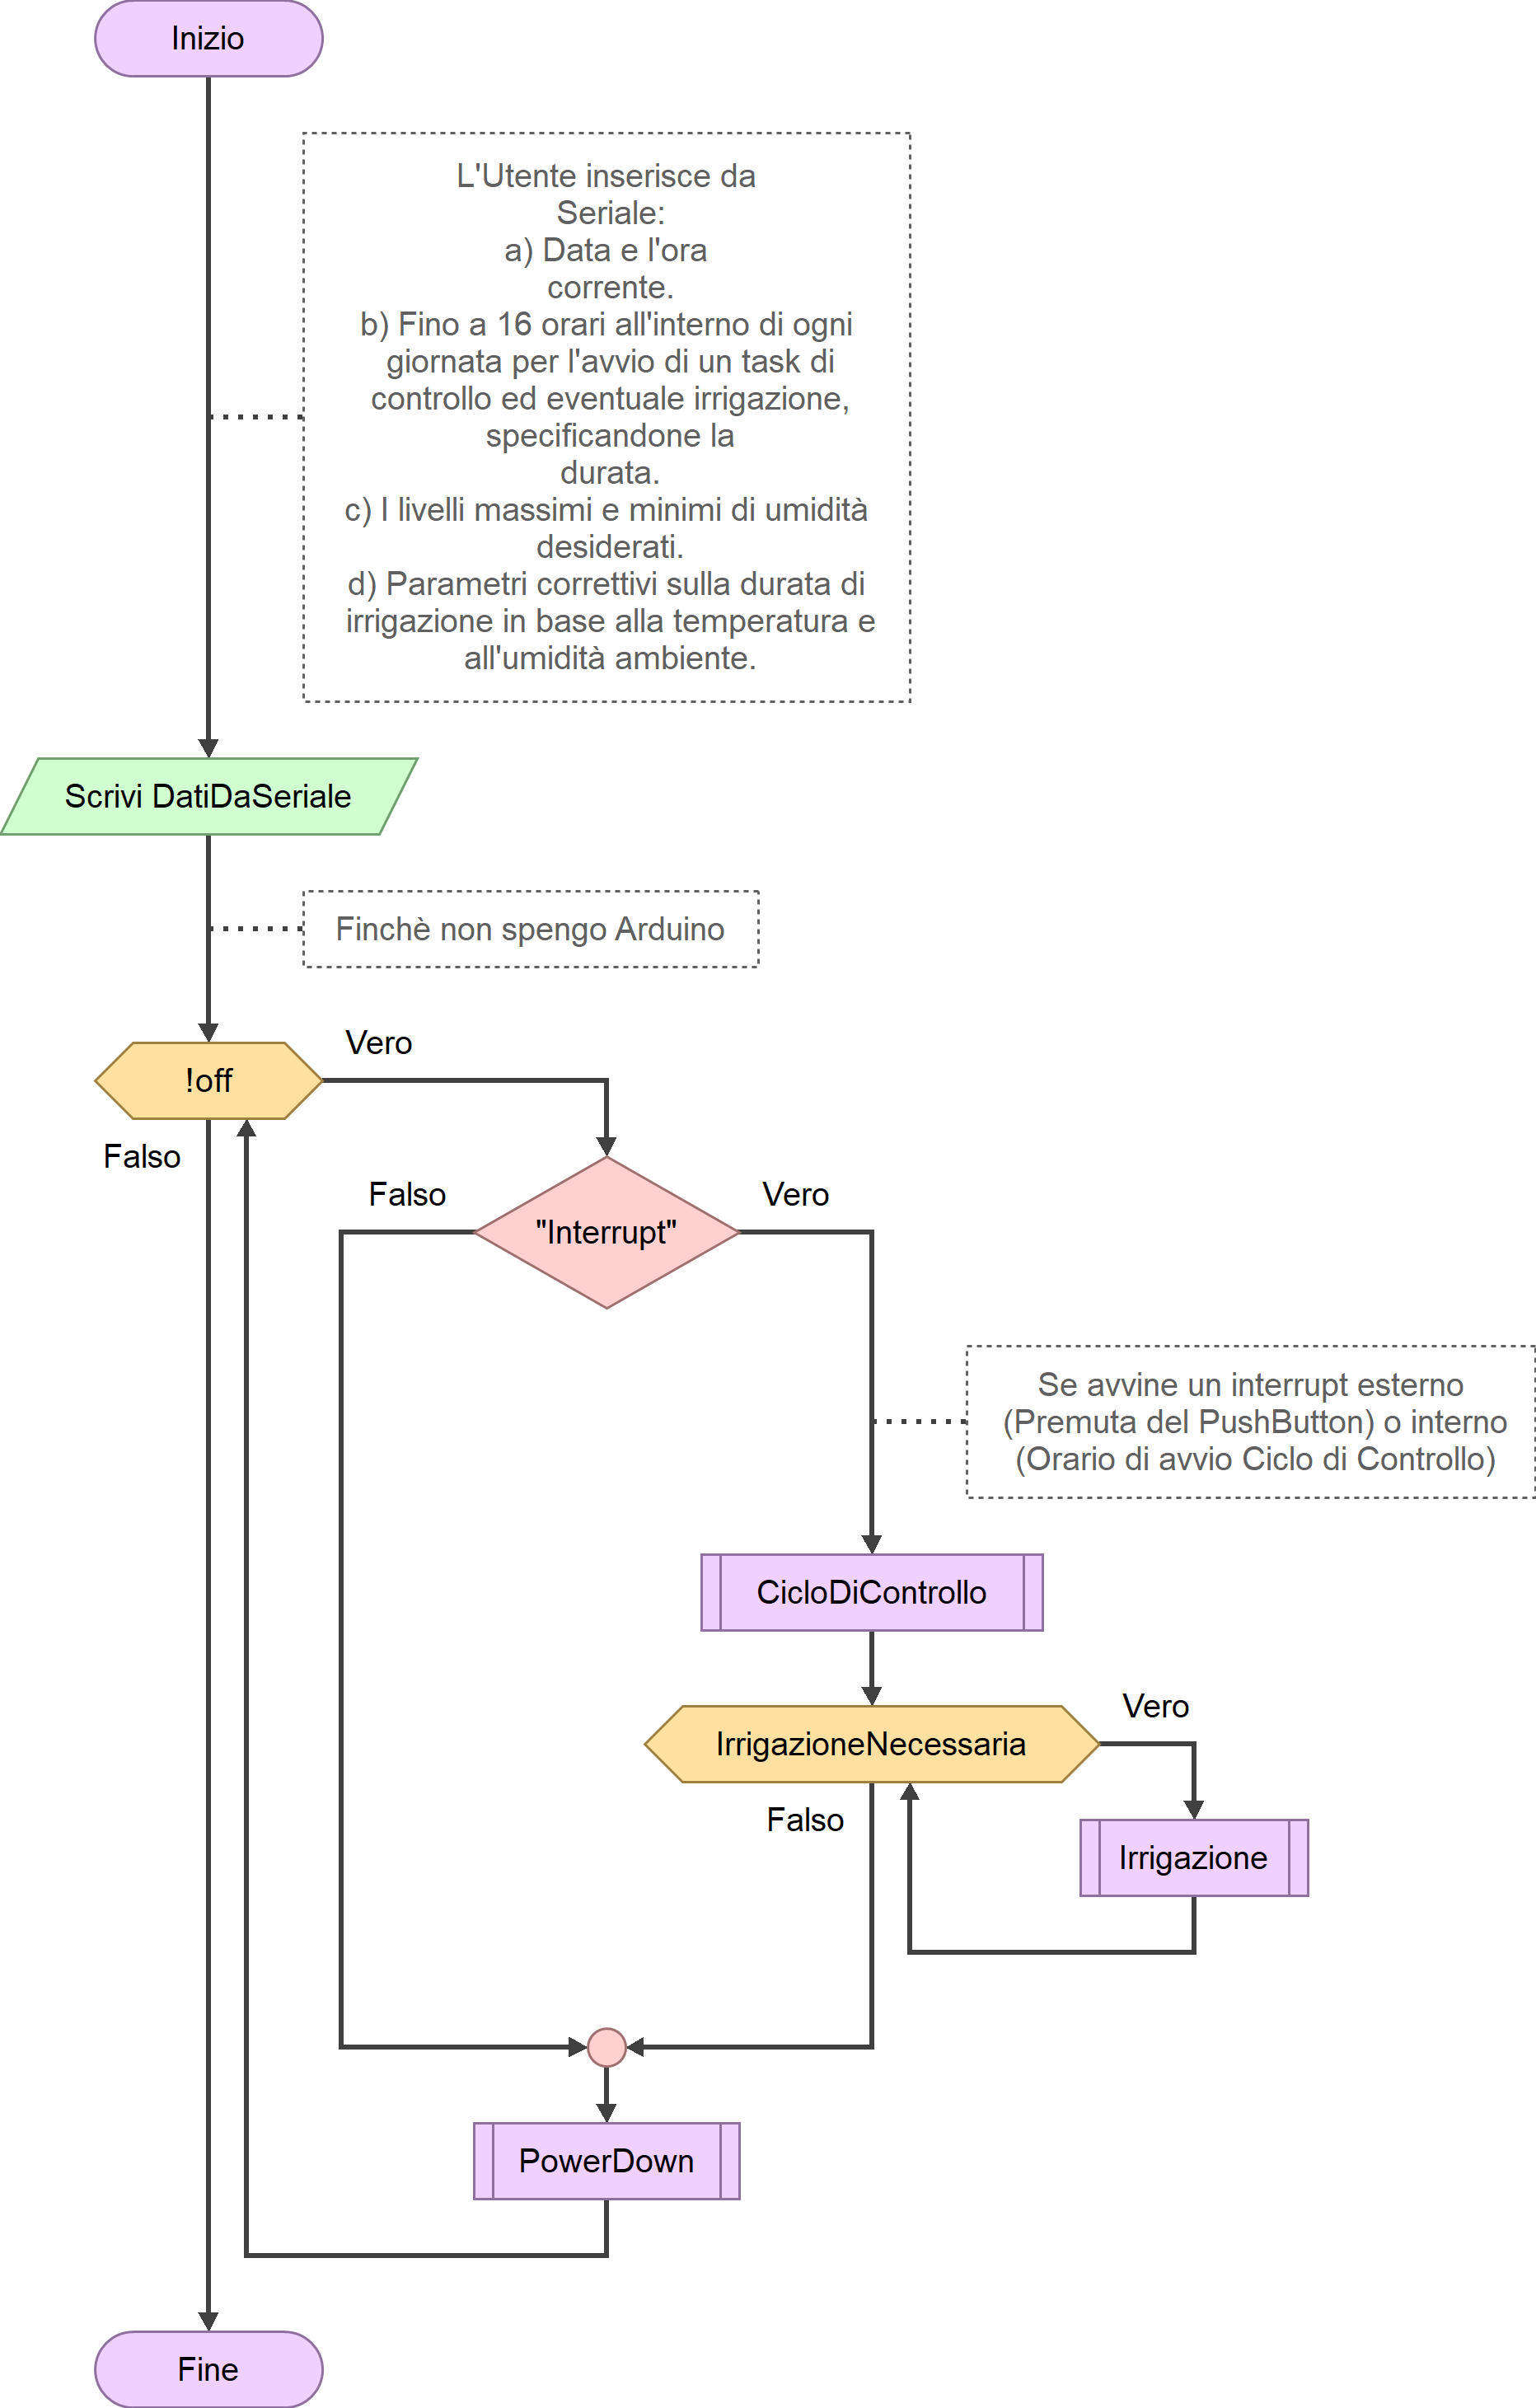 Inizio
L'Utente inserisce da
Seriale:
a) Data e l'ora
corrente.
b) Fino a 16 orari all'interno di ogni
giornata per l'avvio di un task di
controllo ed eventuale irrigazione,
specificandone la
durata.
c) I livelli massimi e minimi di umidità
desiderati.
d) Parametri correttivi sulla durata di
irrigazione in base alla temperatura e
all'umidità ambiente.
Scrivi DatiDaSeriale
Finchè non spengo Arduino
!off
Vero
Falso
"Interrupt"
Falso
Vero
Se avvine un interrupt esterno
(Premuta del PushButton) o interno
(Orario di avvio Ciclo di Controllo)
CicloDiControllo
IrrigazioneNecessaria
Vero
Falso
Irrigazione
PowerDown
Fine